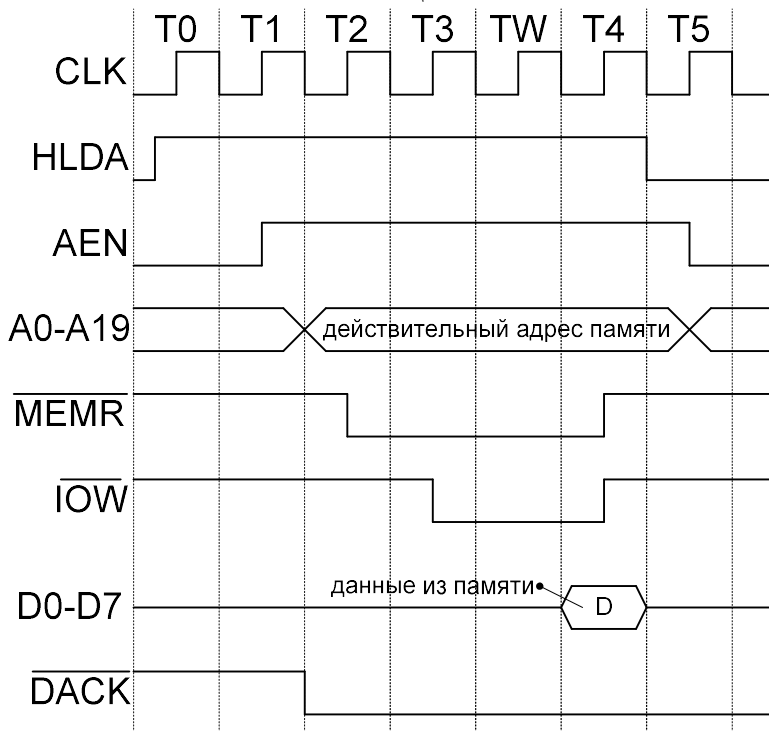 T0 T1 T2 T3 TW T4 T5
CLK
HLDA
AEN
A0-A19 действительный адрес памяти
MEMR
IOW
данные из памяти
D0-D7 D
DACK